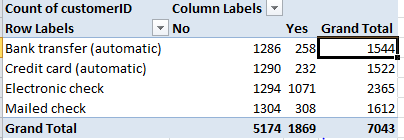 Count of customerID Column Labels
Row Labels No Yes Grand Total
Bank transfer (automatic) 1286 258 1544
Credit card (automatic) 1290 232 1522
Electronic check 1294 1071 2365
Mailed check 1304 308 1612
Grand Total 5174 1869 7043